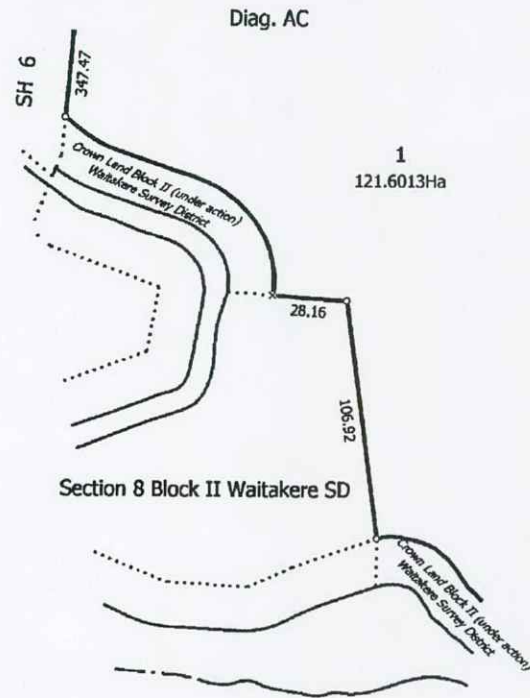 Diag. AC
SH 6
347.47
Crown Land Block II (under action)
Waitakere Survey District
1
121.6013Ha
28.16
106.92
Section 8 Block II Waitakere SD
Crown Land Block II (under action)
Waitakere Survey District